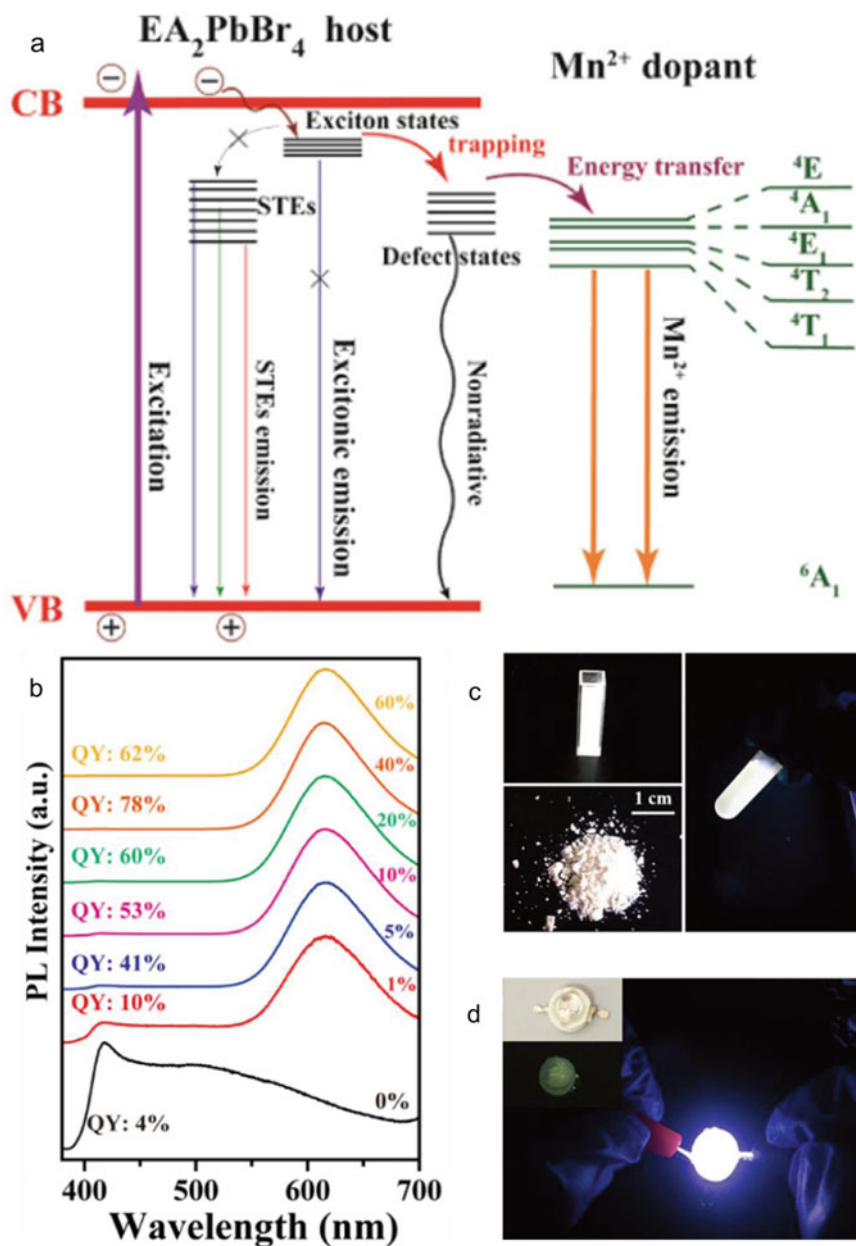 a
EA₂PbBr₄ host
Mn²⁺ dopant
CB
Exciton states
trapping
Energy transfer
STEs
Defect states
⁴E
⁴A₁
⁴E₁
⁴T₂
⁴T₁
Excitation
STEs emission
Excitonic emission
Nonradiative
Mn²⁺ emission
VB
⁶A₁
b
PL Intensity (a.u.)
QY: 62% 60%
QY: 78% 40%
QY: 60% 20%
QY: 53% 10%
QY: 41% 5%
QY: 10% 1%
QY: 4% 0%
400 500 600 700
Wavelength (nm)
c
1 cm
d